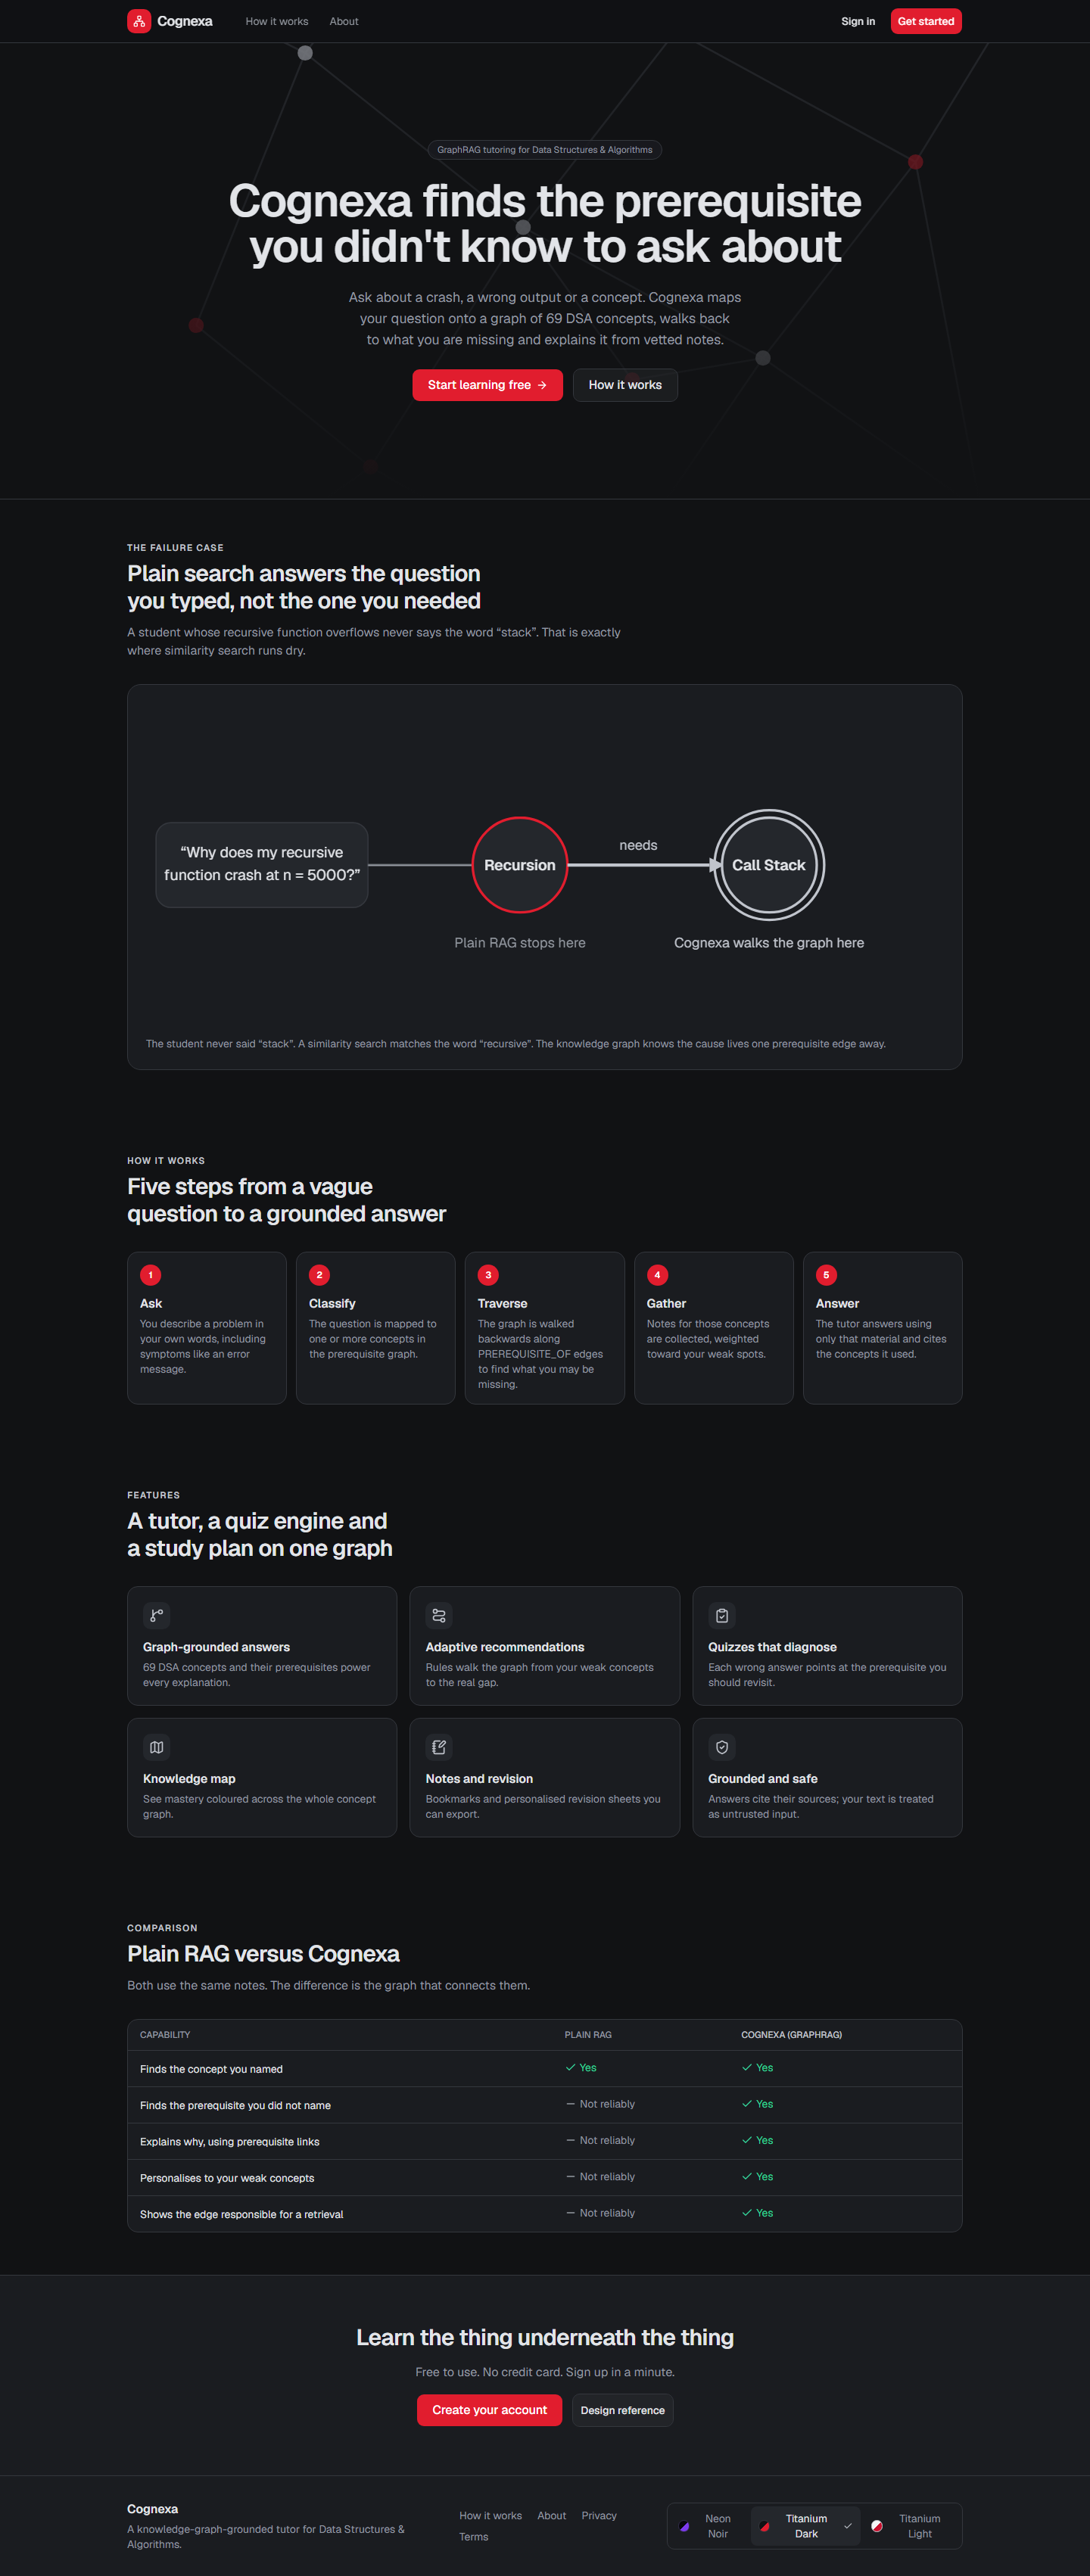 Cognexa
How it works
About
Sign in
Get started
GraphRAG tutoring for Data Structures & Algorithms
Cognexa finds the prerequisite
you didn't know to ask about
Ask about a crash, a wrong output or a concept. Cognexa maps
your question onto a graph of 69 DSA concepts, walks back
to what you are missing and explains it from vetted notes.
Start learning free →
How it works
THE FAILURE CASE
Plain search answers the question
you typed, not the one you needed
A student whose recursive function overflows never says the word “stack”. That is exactly
where similarity search runs dry.
“Why does my recursive
function crash at n = 5000?”
Recursion
needs
Call Stack
Plain RAG stops here
Cognexa walks the graph here
The student never said “stack”. A similarity search matches the word “recursive”. The knowledge graph knows the cause lives one prerequisite edge away.
HOW IT WORKS
Five steps from a vague
question to a grounded answer
1
Ask
You describe a problem in
your own words, including
symptoms like an error
message.
2
Classify
The question is mapped to
one or more concepts in
the prerequisite graph.
3
Traverse
The graph is walked
backwards along
PREREQUISITE_OF edges
to find what you may be
missing.
4
Gather
Notes for those concepts
are collected, weighted
toward your weak spots.
5
Answer
The tutor answers using
only that material and cites
the concepts it used.
FEATURES
A tutor, a quiz engine and
a study plan on one graph
Graph-grounded answers
69 DSA concepts and their prerequisites power
every explanation.
Adaptive recommendations
Rules walk the graph from your weak concepts
to the real gap.
Quizzes that diagnose
Each wrong answer points at the prerequisite you
should revisit.
Knowledge map
See mastery coloured across the whole concept
graph.
Notes and revision
Bookmarks and personalised revision sheets you
can export.
Grounded and safe
Answers cite their sources; your text is treated
as untrusted input.
COMPARISON
Plain RAG versus Cognexa
Both use the same notes. The difference is the graph that connects them.
CAPABILITY
PLAIN RAG
COGNEXA (GRAPHRAG)
Finds the concept you named
Yes
Yes
Finds the prerequisite you did not name
Not reliably
Yes
Explains why, using prerequisite links
Not reliably
Yes
Personalises to your weak concepts
Not reliably
Yes
Shows the edge responsible for a retrieval
Not reliably
Yes
Learn the thing underneath the thing
Free to use. No credit card. Sign up in a minute.
Create your account
Design reference
Cognexa
A knowledge-graph-grounded tutor for Data Structures &
Algorithms.
How it works
About
Privacy
Terms
Neon
Noir
Titanium
Dark
Titanium
Light